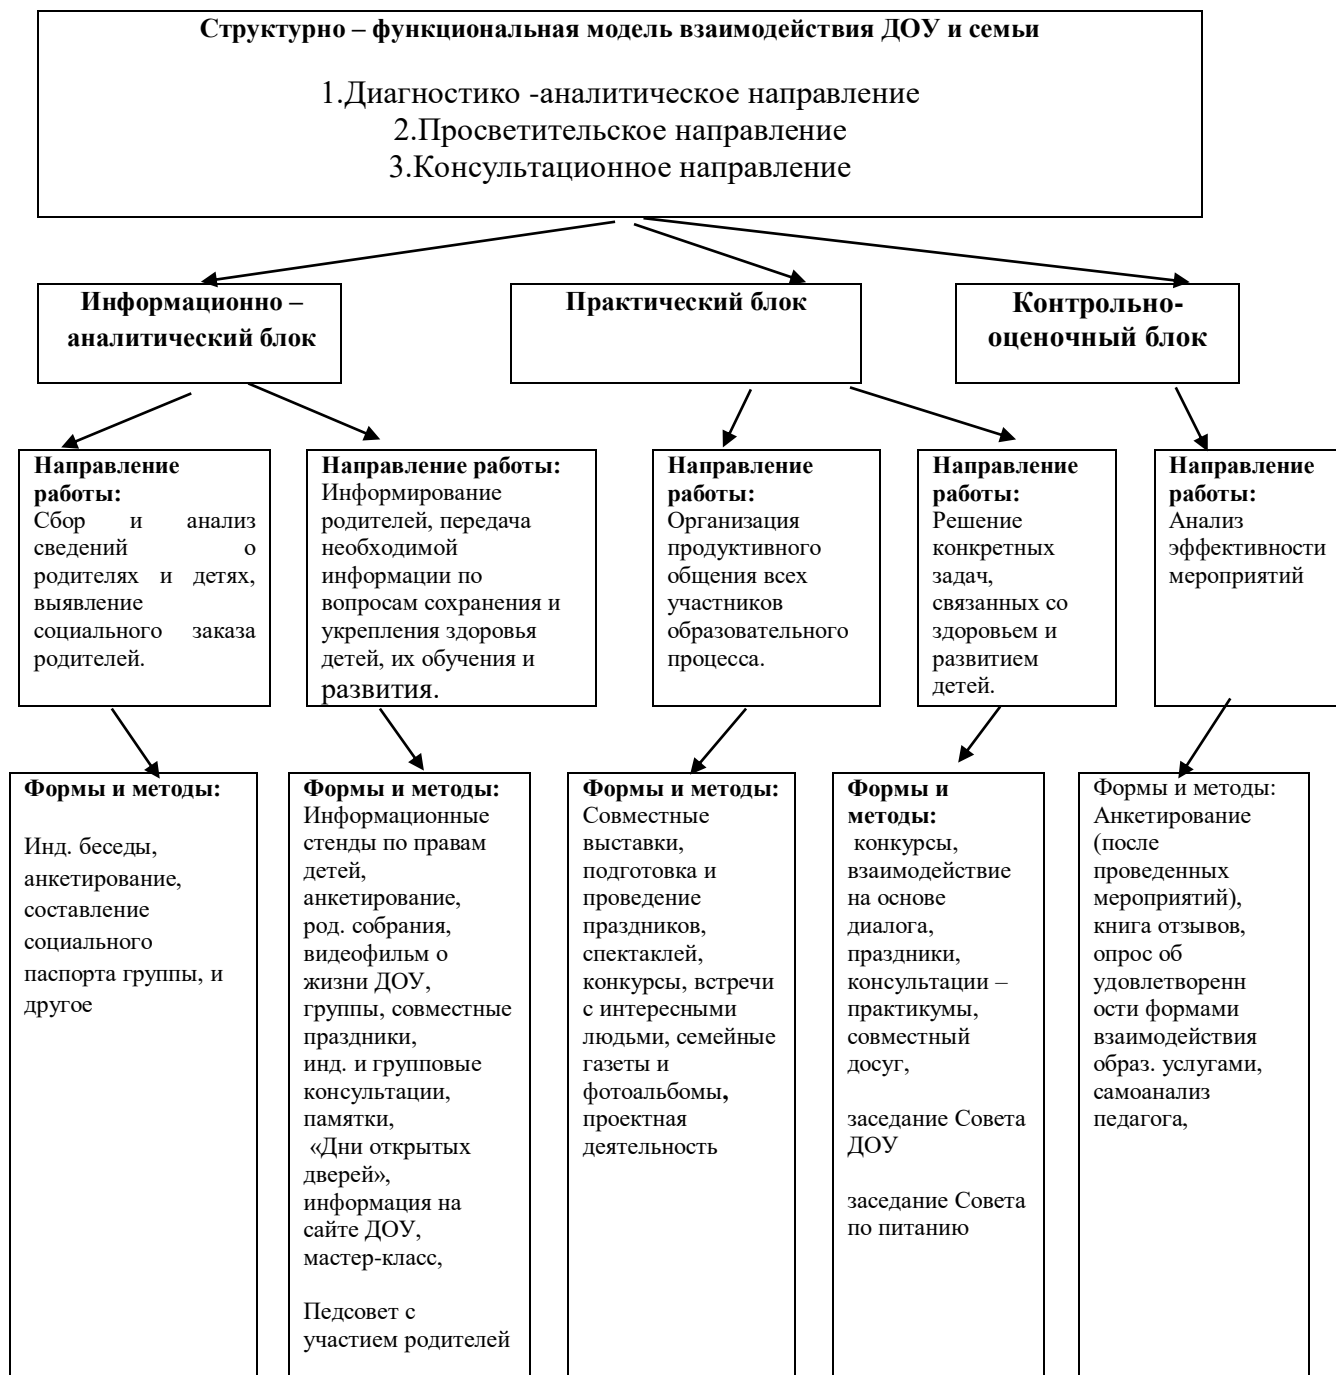 Структурно – функциональная модель взаимодействия ДОУ и семьи
1.Диагностико -аналитическое направление
2.Просветительское направление
3.Консультационное направление
Информационно –
аналитический блок
Практический блок
Контрольно-
оценочный блок
Направление
работы:
Сбор и анализ
сведений о
родителях и детях,
выявление
социального заказа
родителей.
Направление работы:
Информирование
родителей, передача
необходимой
информации по
вопросам сохранения и
укрепления здоровья
детей, их обучения и
развития.
Направление
работы:
Организация
продуктивного
общения всех
участников
образовательного
процесса.
Направление
работы:
Решение
конкретных
задач,
связанных со
здоровьем и
развитием
детей.
Направление
работы:
Анализ
эффективности
мероприятий
Формы и методы:
Инд. беседы,
анкетирование,
составление
социального
паспорта группы, и
другое
Формы и методы:
Информационные
стенды по правам
детей,
анкетирование,
род. собрания,
видеофильм о
жизни ДОУ,
группы, совместные
праздники,
инд. и групповые
консультации,
памятки,
«Дни открытых
дверей»,
информация на
сайте ДОУ,
мастер-класс,
Педсовет с
участием родителей
Формы и методы:
Совместные
выставки,
подготовка и
проведение
праздников,
спектаклей,
конкурсы, встречи
с интересными
людьми, семейные
газеты и
фотоальбомы,
проектная
деятельность
Формы и
методы:
конкурсы,
взаимодействие
на основе
диалога,
праздники,
консультации –
практикумы,
совместный
досуг,
заседание Совета
ДОУ
заседание Совета
по питанию
Формы и методы:
Анкетирование
(после
проведенных
мероприятий),
книга отзывов,
опрос об
удовлетворенн
ости формами
взаимодействия
образ. услугами,
самоанализ
педагога,